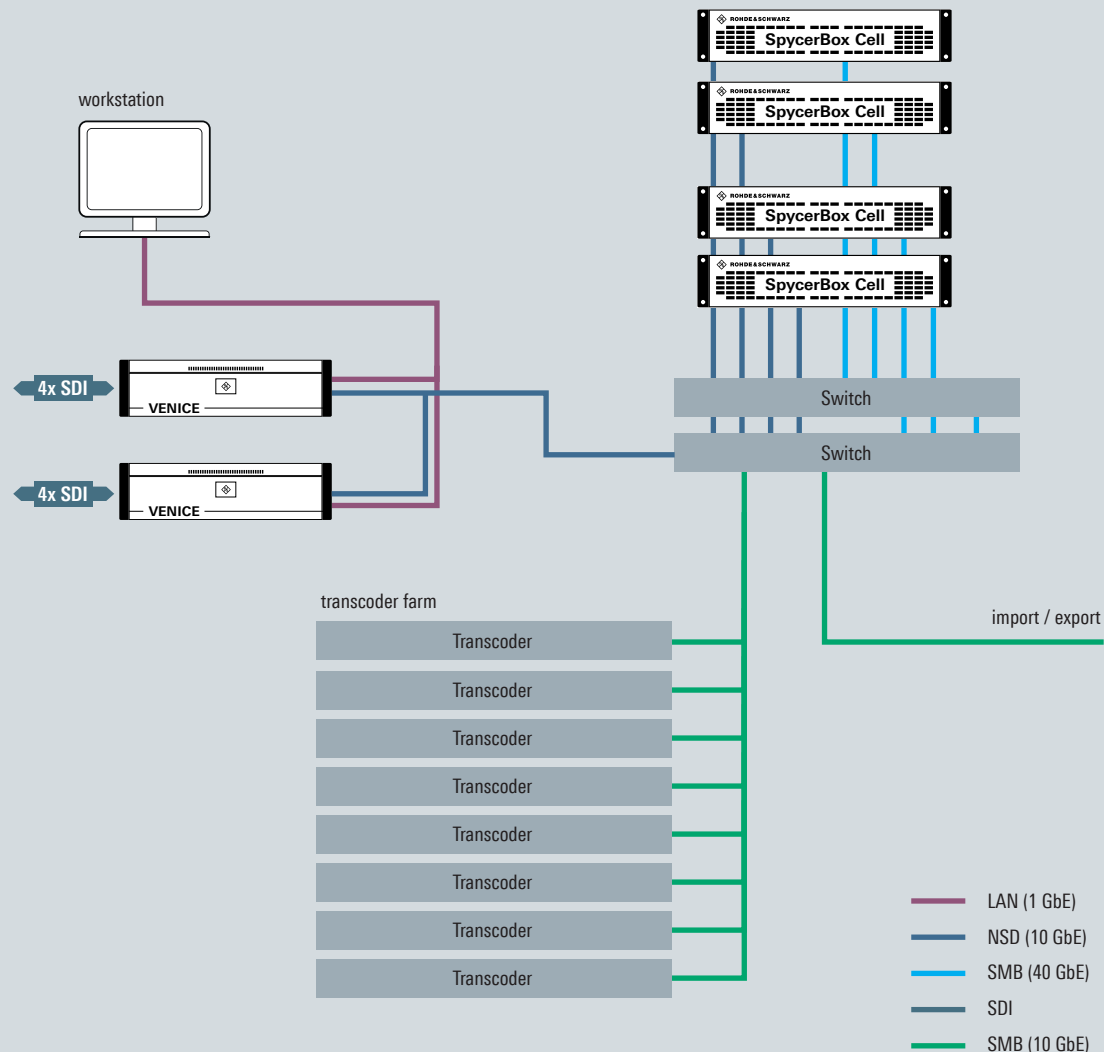 ROHDE&SCHWARZ
SpycerBox Cell
ROHDE&SCHWARZ
SpycerBox Cell
workstation
ROHDE&SCHWARZ
SpycerBox Cell
ROHDE&SCHWARZ
SpycerBox Cell
4x SDI
VENICE
Switch
Switch
4x SDI
VENICE
transcoder farm
import / export
Transcoder
Transcoder
Transcoder
Transcoder
Transcoder
Transcoder
Transcoder
Transcoder
LAN (1 GbE)
NSD (10 GbE)
SMB (40 GbE)
SDI
SMB (10 GbE)